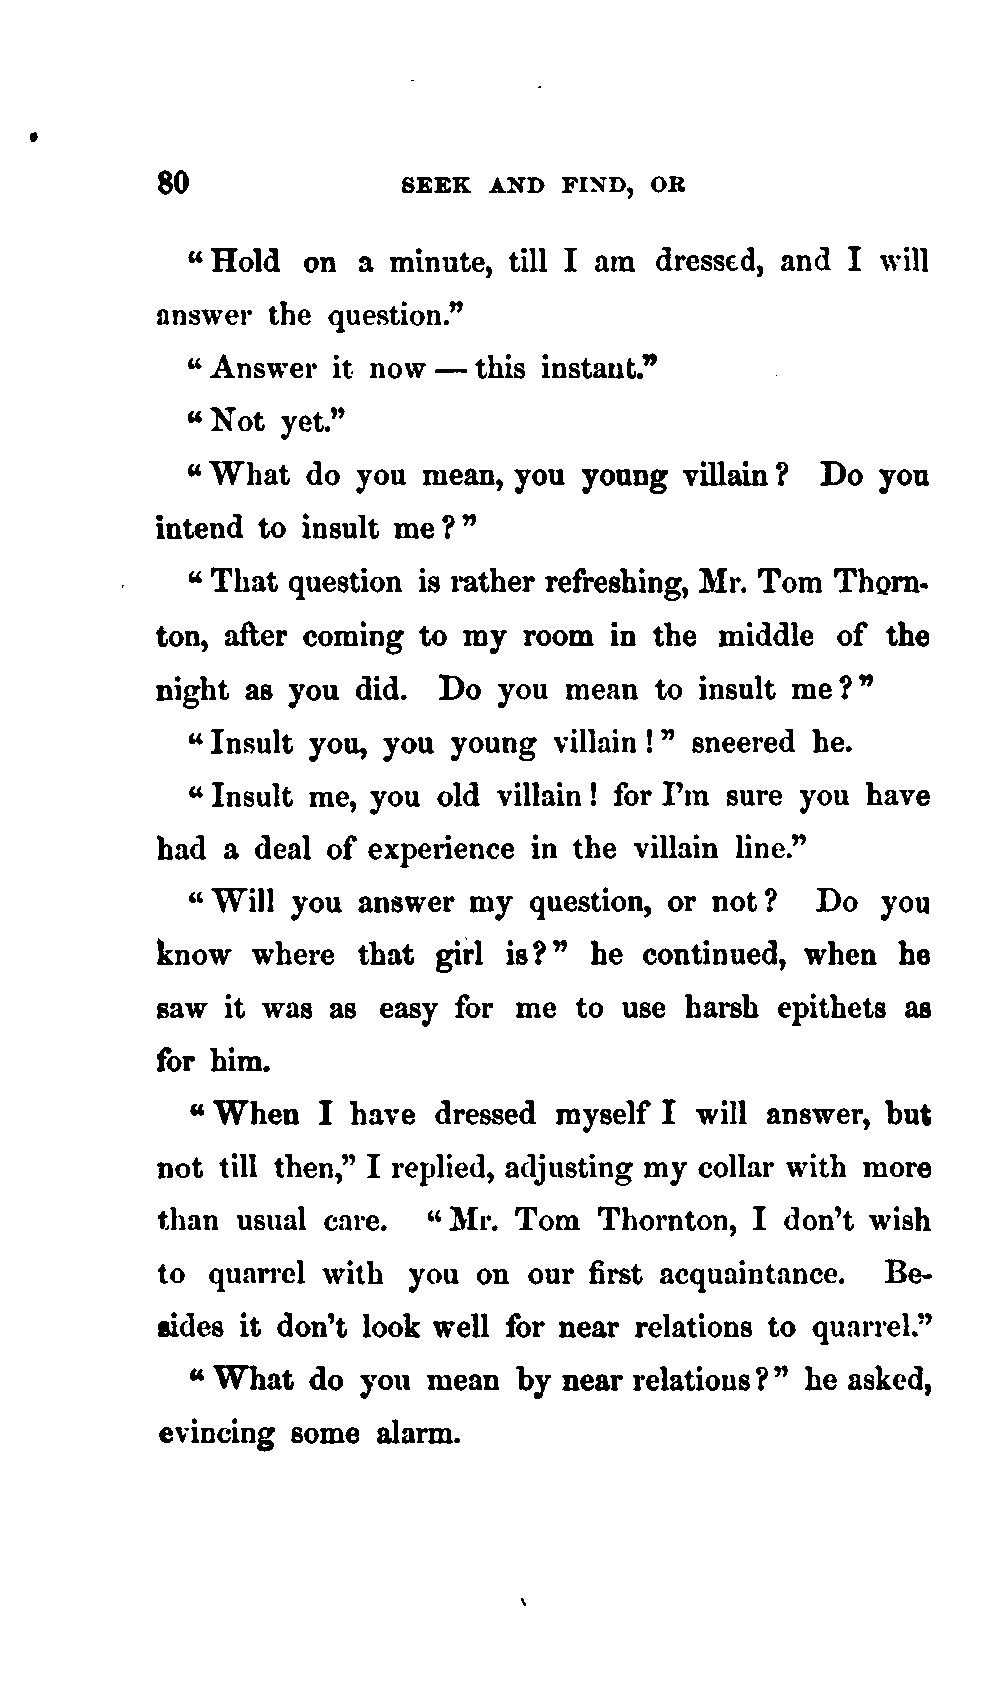 80 SEEK AND FIND, OR
“Hold on a minute, till I am dressed, and I will
answer the question.”
“Answer it now — this instant.”
“Not yet.”
“What do you mean, you young villain? Do you
intend to insult me?”
“That question is rather refreshing, Mr. Tom Thorn-
ton, after coming to my room in the middle of the
night as you did. Do you mean to insult me?”
“Insult you, you young villain!” sneered he.
“Insult me, you old villain! for I’m sure you have
had a deal of experience in the villain line.”
“Will you answer my question, or not? Do you
know where that girl is?” he continued, when he
saw it was as easy for me to use harsh epithets as
for him.
“When I have dressed myself I will answer, but
not till then,” I replied, adjusting my collar with more
than usual care. “Mr. Tom Thornton, I don’t wish
to quarrel with you on our first acquaintance. Be-
sides it don’t look well for near relations to quarrel.”
“What do you mean by near relations?” he asked,
evincing some alarm.